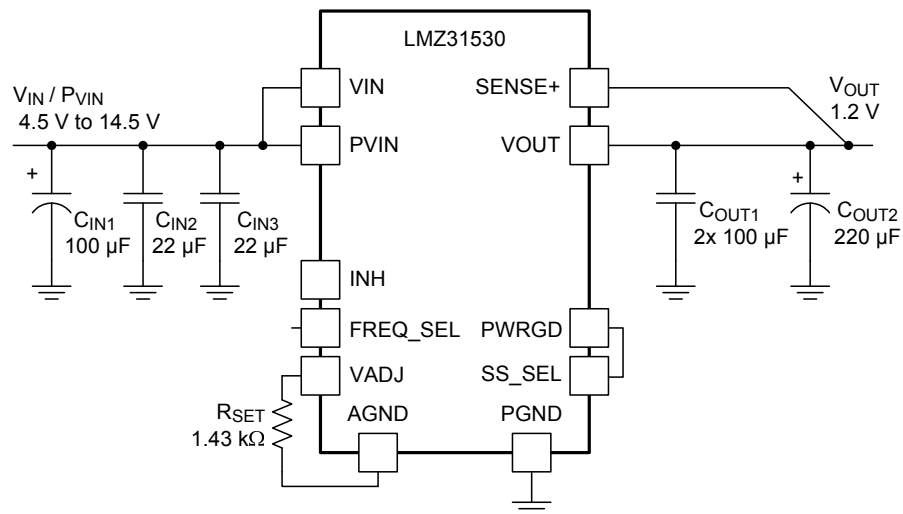 LMZ31530
VIN / PVIN
4.5 V to 14.5 V
VIN
SENSE+
VOUT
1.2 V
PVIN
VOUT
+
CIN1
100 µF
CIN2
22 µF
CIN3
22 µF
COUT1
2x 100 µF
+
COUT2
220 µF
INH
FREQ_SEL
PWRGD
VADJ
SS_SEL
RSET
1.43 kΩ
AGND
PGND